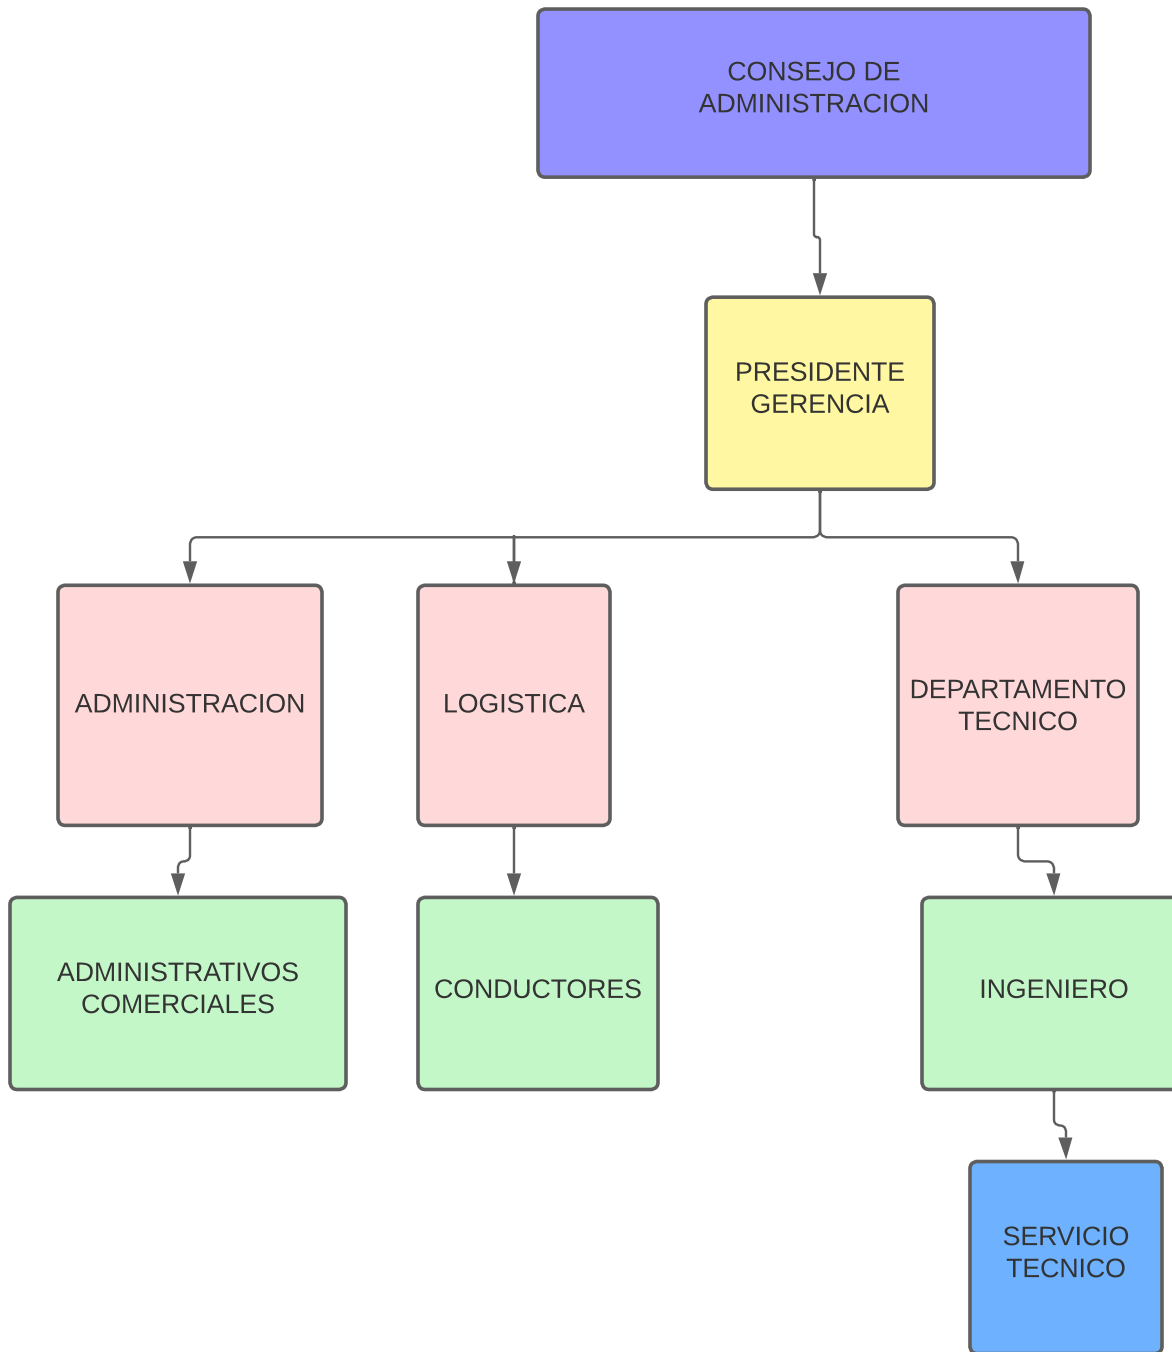 CONSEJO DE
ADMINISTRACION
PRESIDENTE
GERENCIA
ADMINISTRACION
LOGISTICA
DEPARTAMENTO
TECNICO
ADMINISTRATIVOS
COMERCIALES
CONDUCTORES
INGENIERO
SERVICIO
TECNICO